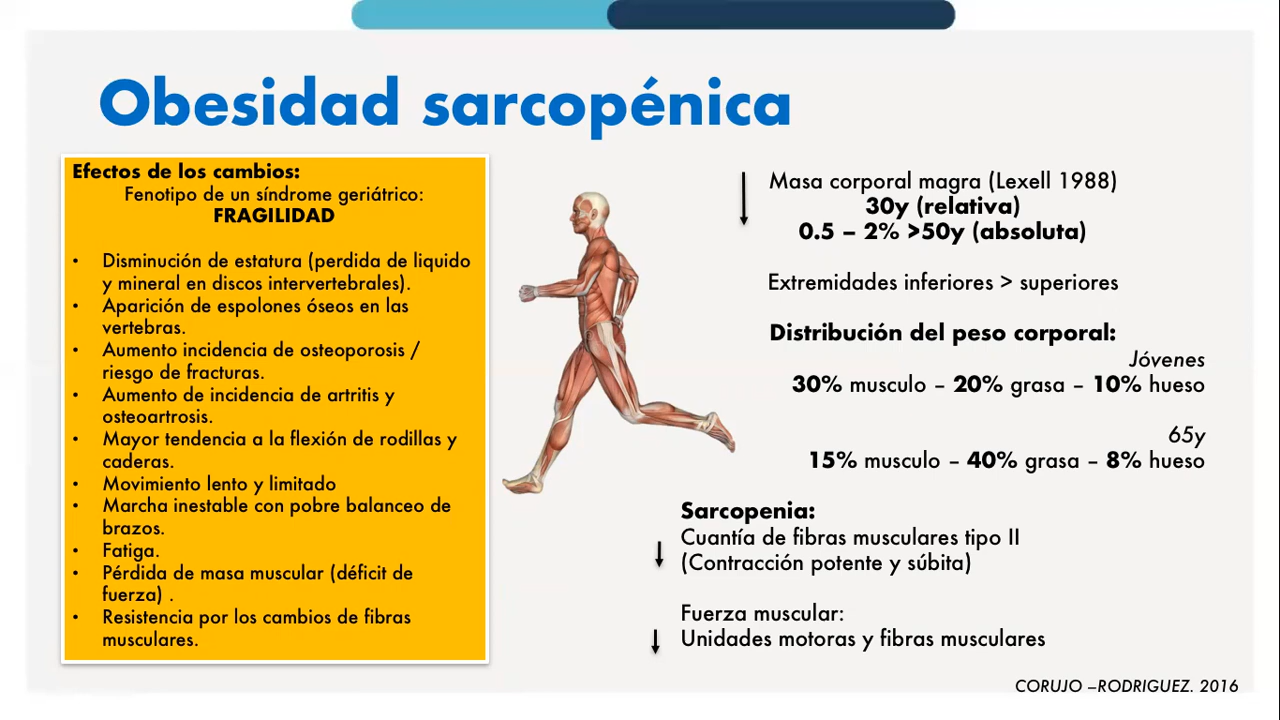 Obesidad sarcopénica
Efectos de los cambios:
Fenotipo de un síndrome geriátrico:
FRAGILIDAD
• Disminución de estatura (perdida de liquido
y mineral en discos intervertebrales).
• Aparición de espolones óseos en las
vertebras.
• Aumento incidencia de osteoporosis /
riesgo de fracturas.
• Aumento de incidencia de artritis y
osteoartrosis.
• Mayor tendencia a la flexión de rodillas y
caderas.
• Movimiento lento y limitado
• Marcha inestable con pobre balanceo de
brazos.
• Fatiga.
• Pérdida de masa muscular (déficit de
fuerza) .
• Resistencia por los cambios de fibras
musculares.
Masa corporal magra (Lexell 1988)
30y (relativa)
0.5 – 2% >50y (absoluta)
Extremidades inferiores > superiores
Distribución del peso corporal:
Jóvenes
30% musculo – 20% grasa – 10% hueso
65y
15% musculo – 40% grasa – 8% hueso
Sarcopenia:
Cuantía de fibras musculares tipo II
(Contracción potente y súbita)
Fuerza muscular:
Unidades motoras y fibras musculares
CORUJO –RODRIGUEZ. 2016